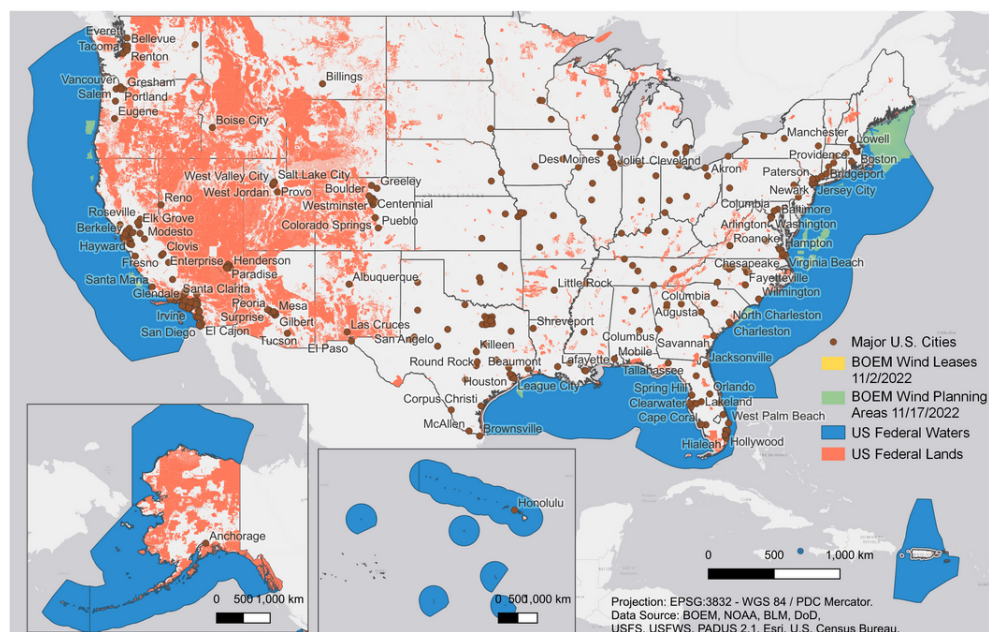 Everett
Bellevue
Tacoma
Renton
Vancouver
Gresham
Salem
Portland
Eugene
Billings
Boise City
West Valley City
Salt Lake City
West Jordan
Provo
Reno
Roseville
Elk Grove
Berkeley
Modesto
Hayward
Clovis
Fresno
Enterprise
Henderson
Paradise
Santa Maria
Santa Clarita
Glendale
Irvine
San Diego
El Cajon
Peoria
Mesa
Surprise
Gilbert
Tucson
Boulder
Greeley
Westminster
Centennial
Colorado Springs
Pueblo
Albuquerque
Las Cruces
El Paso
San Angelo
Killeen
Round Rock
Beaumont
Houston
League City
Corpus Christi
McAllen
Brownsville
Des Moines
Joliet
Cleveland
Akron
Little Rock
Shreveport
Lafayette
Manchester
Lowell
Providence
Boston
Paterson
Bridgeport
Newark
Jersey City
Columbia
Baltimore
Arlington
Washington
Roanoke
Hampton
Chesapeake
Virginia Beach
Fayetteville
Wilmington
Columbia
Augusta
North Charleston
Charleston
Columbus
Savannah
Mobile
Tallahassee
Jacksonville
Spring Hill
Orlando
Clearwater
Lakeland
Cape Coral
West Palm Beach
Hialeah
Hollywood
Anchorage
Honolulu
Major U.S. Cities
BOEM Wind Leases
11/2/2022
BOEM Wind Planning
Areas 11/17/2022
US Federal Waters
US Federal Lands
0 500 1,000 km
0 500 1,000 km
0 500 1,000 km
Projection: EPSG:3832 - WGS 84 / PDC Mercator.
Data Source: BOEM, NOAA, BLM, DoD,
USFS, USFWS, PADUS 2.1, Esri, U.S. Census Bureau.